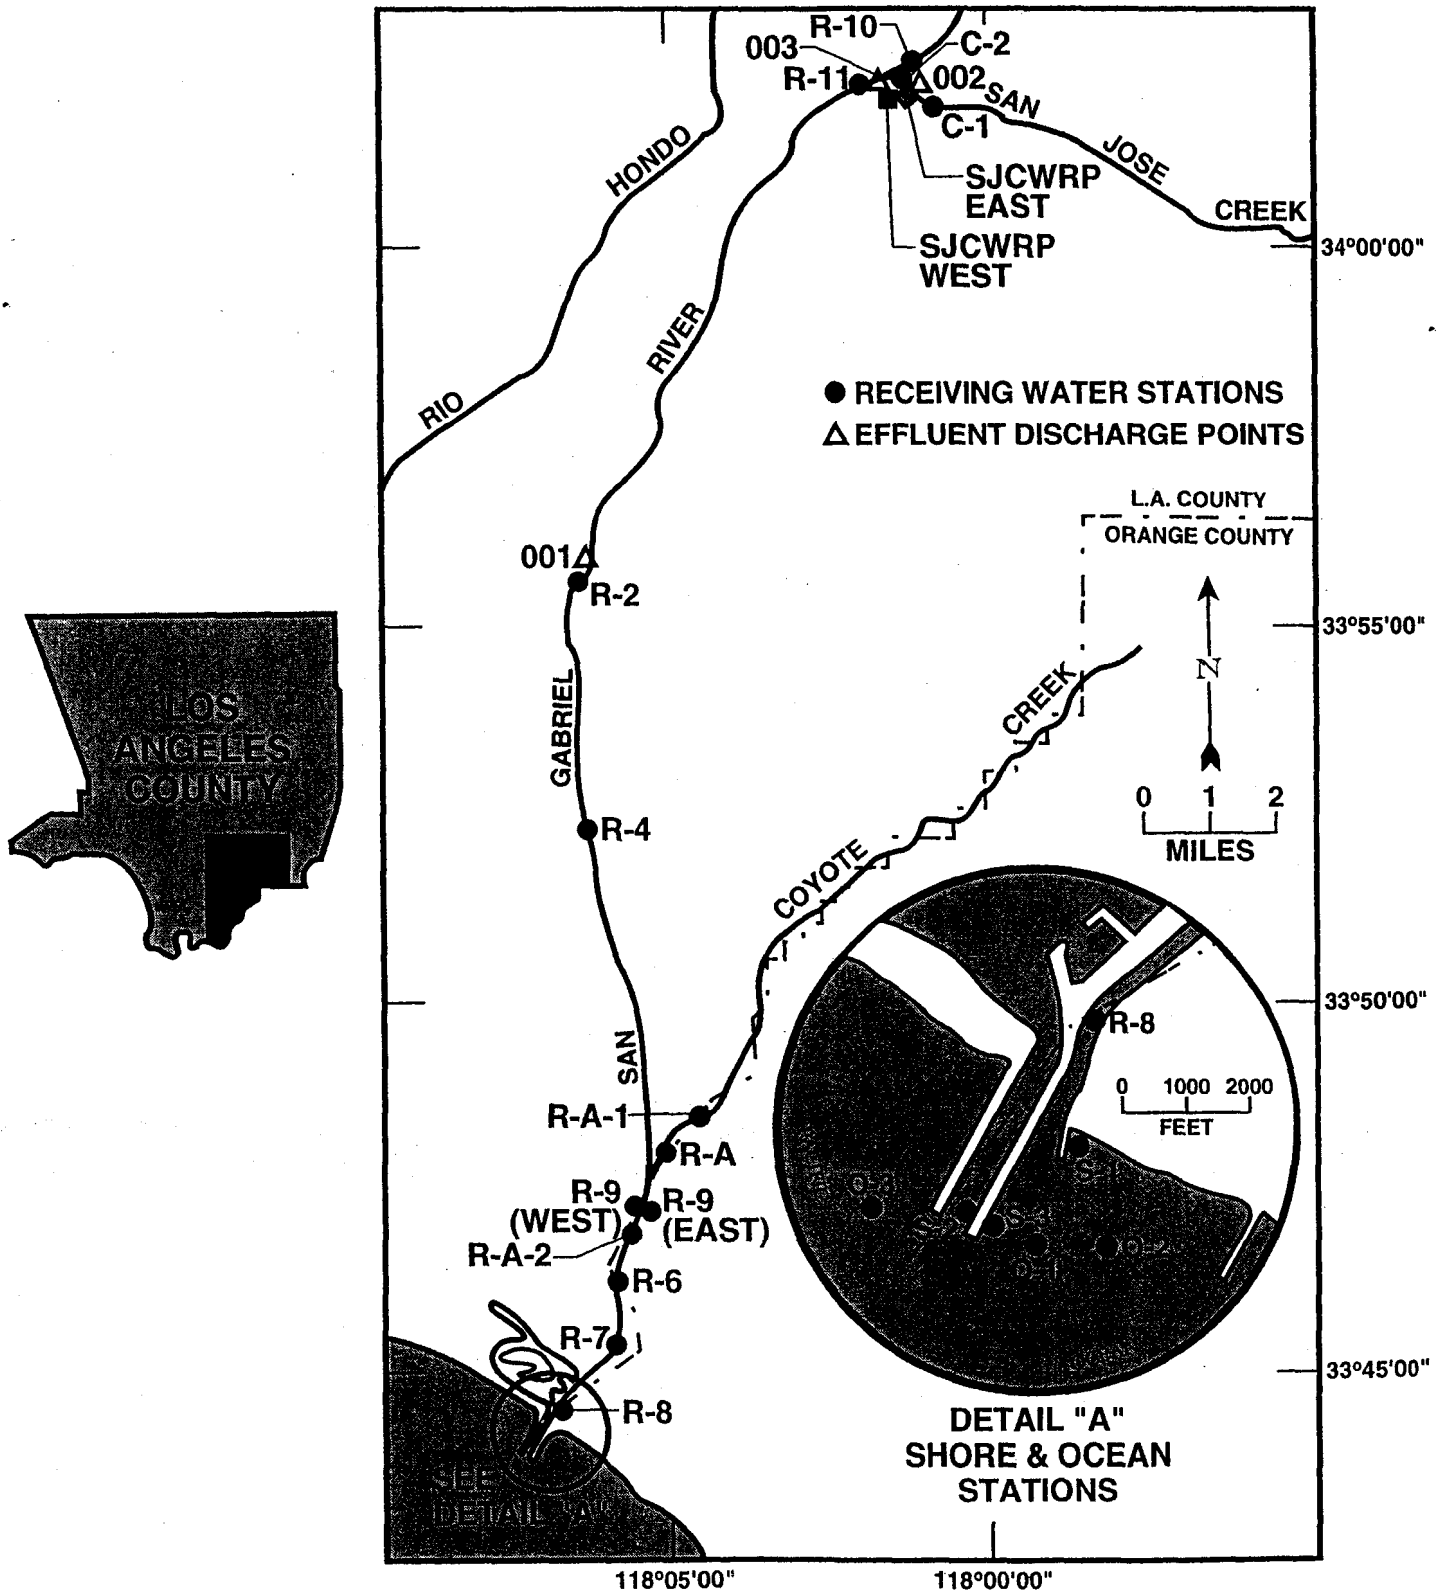 R-10
003
C-2
R-11
002
SAN
C-1
JOSE
CREEK
HONDO
SJCWRP
EAST
SJCWRP
WEST
34°00'00"
RIVER
RIO
RECEIVING WATER STATIONS
EFFLUENT DISCHARGE POINTS
L.A. COUNTY
ORANGE COUNTY
001
R-2
33°55'00"
N
GABRIEL
CREEK
LOS
ANGELES
COUNTY
0 1 2
MILES
R-4
COYOTE
33°50'00"
R-8
SAN
0 1000 2000
FEET
R-A-1
R-A
S-1
O-3
R-9
(WEST)
R-9
(EAST)
R-A-2
O-2
R-6
R-7
33°45'00"
R-8
DETAIL "A"
SHORE & OCEAN
STATIONS
SEE
DETAIL "A"
118°05'00"
118°00'00"